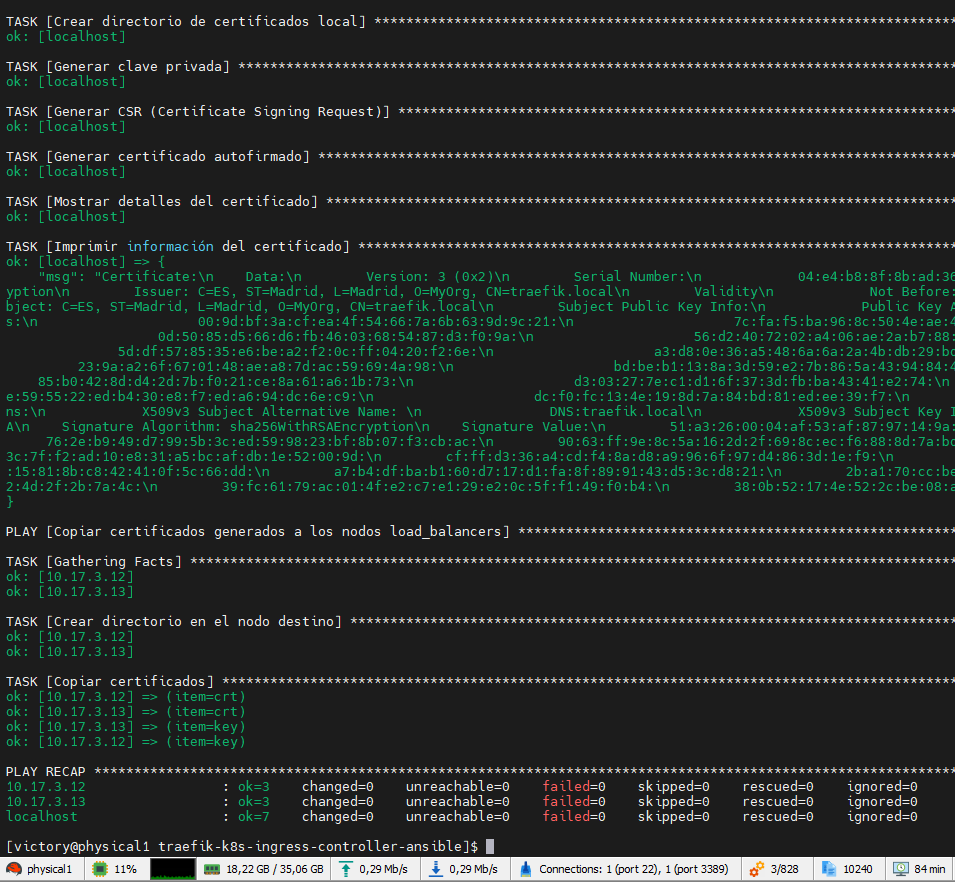 TASK [Crear directorio de certificados local] ********************************************************************************
ok: [localhost]
TASK [Generar clave privada] ********************************************************************************
ok: [localhost]
TASK [Generar CSR (Certificate Signing Request)] ********************************************************************************
ok: [localhost]
TASK [Generar certificado autofirmado] ********************************************************************************
ok: [localhost]
TASK [Mostrar detalles del certificado] ********************************************************************************
ok: [localhost]
TASK [Imprimir información del certificado] ********************************************************************************
ok: [localhost] => {
"msg": "Certificate:\n    Data:\n        Version: 3 (0x2)\n        Serial Number:\n            04:e4:b8:8f:8b:ad:36
yption\n        Issuer: C=ES, ST=Madrid, L=Madrid, O=MyOrg, CN=traefik.local\n        Validity\n            Not Before:
bject: C=ES, ST=Madrid, L=Madrid, O=MyOrg, CN=traefik.local\n        Subject Public Key Info:\n            Public Key A
s:\n                    00:9d:bf:3a:cf:ea:4f:54:66:7a:6b:63:9d:9c:21:\n                    7c:fa:f5:ba:96:8c:50:4e:ae:4
0d:50:85:d5:66:d6:fb:46:03:68:54:87:d3:f0:9a:\n                    56:d2:40:72:02:a4:06:ae:2a:b7:88:
5d:df:57:85:35:e6:be:a2:f2:0c:ff:04:20:f2:6e:\n                    a3:d8:0e:36:a5:48:6a:6a:2a:4b:db:29:bd
23:9a:a2:6f:67:01:48:ae:a8:7d:ac:59:69:4a:98:\n                    bd:be:b1:13:8a:3d:59:e2:7b:86:5a:43:94:84:4
85:b0:42:8d:d4:2d:7b:f0:21:ce:8a:61:a6:1b:73:\n                    d3:03:27:7e:c1:d1:6f:37:3d:fb:ba:43:41:e2:74:\n
e:59:55:22:ed:b4:30:e8:f7:ed:a6:94:dc:6e:c9:\n                    dc:f0:fc:13:4e:19:8d:7a:84:bd:81:ed:ee:39:f7:\n
ns:\n            X509v3 Subject Alternative Name: \n                DNS:traefik.local\n            X509v3 Subject Key I
A\n    Signature Algorithm: sha256WithRSAEncryption\n    Signature Value:\n        51:a3:26:00:04:af:53:af:87:97:14:9a:
76:2e:b9:49:d7:99:5b:3c:ed:59:98:23:bf:8b:07:f3:cb:ac:\n        90:63:ff:9e:8c:5a:16:2d:2f:69:8c:ec:f6:88:8d:7a:bd
3c:7f:f2:ad:10:e8:31:a5:bc:af:db:1e:52:00:9d:\n        cf:ff:d3:36:a4:cd:f4:8a:d8:a9:96:6f:97:d4:86:3d:1e:f9:\n
:15:81:8b:c8:42:41:0f:5c:66:dd:\n        a7:b4:df:ba:b1:60:d7:17:d1:fa:8f:89:91:43:d5:3c:d8:21:\n        2b:a1:70:cc:be
2:4d:2f:2b:7a:4c:\n        39:fc:61:79:ac:01:4f:e2:c7:e1:29:e2:0c:5f:f1:49:f0:b4:\n        38:0b:52:17:4e:52:2c:be:08:a
}
PLAY [Copiar certificados generados a los nodos load_balancers] ********************************************************************************
TASK [Gathering Facts] ********************************************************************************
ok: [10.17.3.12]
ok: [10.17.3.13]
TASK [Crear directorio en el nodo destino] ********************************************************************************
ok: [10.17.3.12]
ok: [10.17.3.13]
TASK [Copiar certificados] ********************************************************************************
ok: [10.17.3.12] => (item=crt)
ok: [10.17.3.13] => (item=crt)
ok: [10.17.3.13] => (item=key)
ok: [10.17.3.12] => (item=key)
PLAY RECAP ********************************************************************************
10.17.3.12 : ok=3 changed=0 unreachable=0 failed=0 skipped=0 rescued=0 ignored=0
10.17.3.13 : ok=3 changed=0 unreachable=0 failed=0 skipped=0 rescued=0 ignored=0
localhost : ok=7 changed=0 unreachable=0 failed=0 skipped=0 rescued=0 ignored=0
[victory@physical1 traefik-k8s-ingress-controller-ansible]$
physical1 11% 18,22 GB / 35,06 GB 0,29 Mb/s 0,29 Mb/s Connections: 1 (port 22), 1 (port 3389) 3/828 10240 84 min